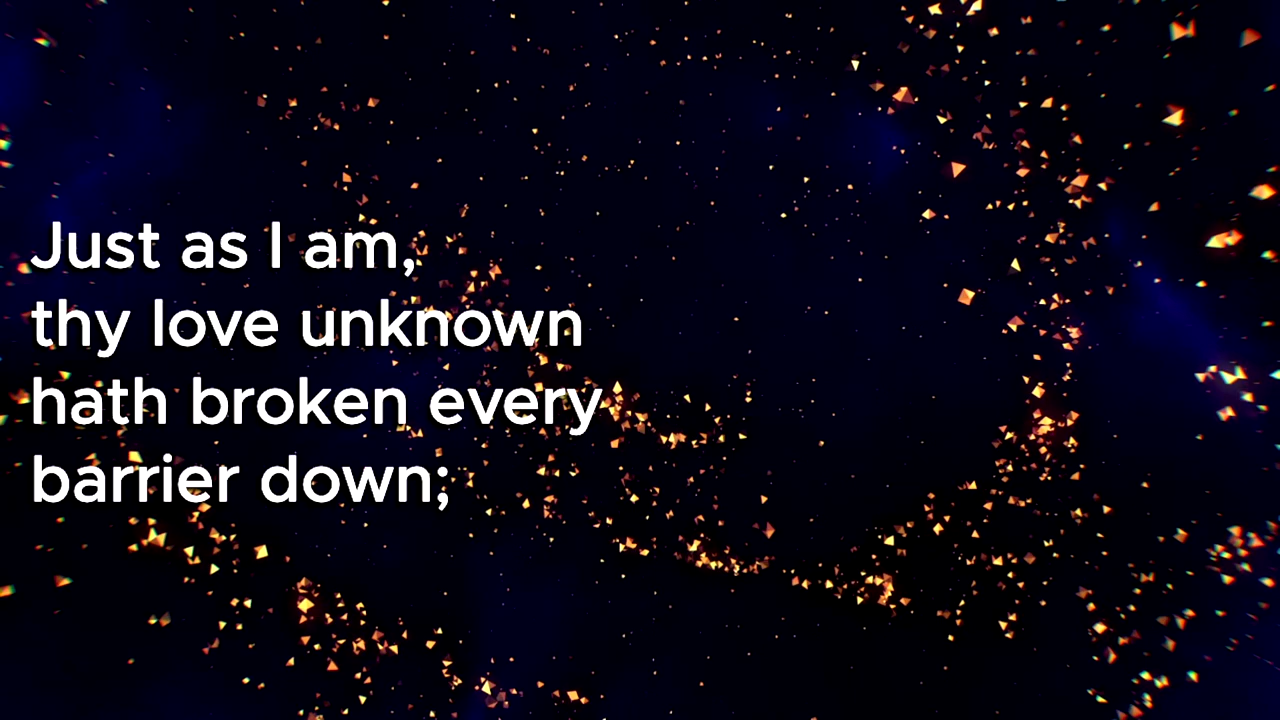 Just as I am,
thy love unknown
hath broken every
barrier down;